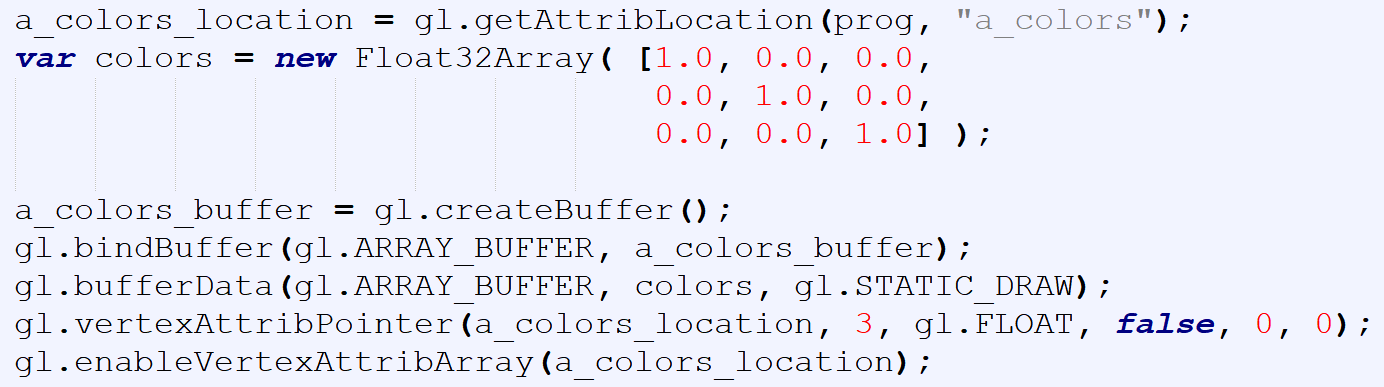 a_colors_location = gl.getAttribLocation(prog, "a_colors");
var colors = new Float32Array( [1.0, 0.0, 0.0,
0.0, 1.0, 0.0,
0.0, 0.0, 1.0] );
a_colors_buffer = gl.createBuffer();
gl.bindBuffer(gl.ARRAY_BUFFER, a_colors_buffer);
gl.bufferData(gl.ARRAY_BUFFER, colors, gl.STATIC_DRAW);
gl.vertexAttribPointer(a_colors_location, 3, gl.FLOAT, false, 0, 0);
gl.enableVertexAttribArray(a_colors_location);